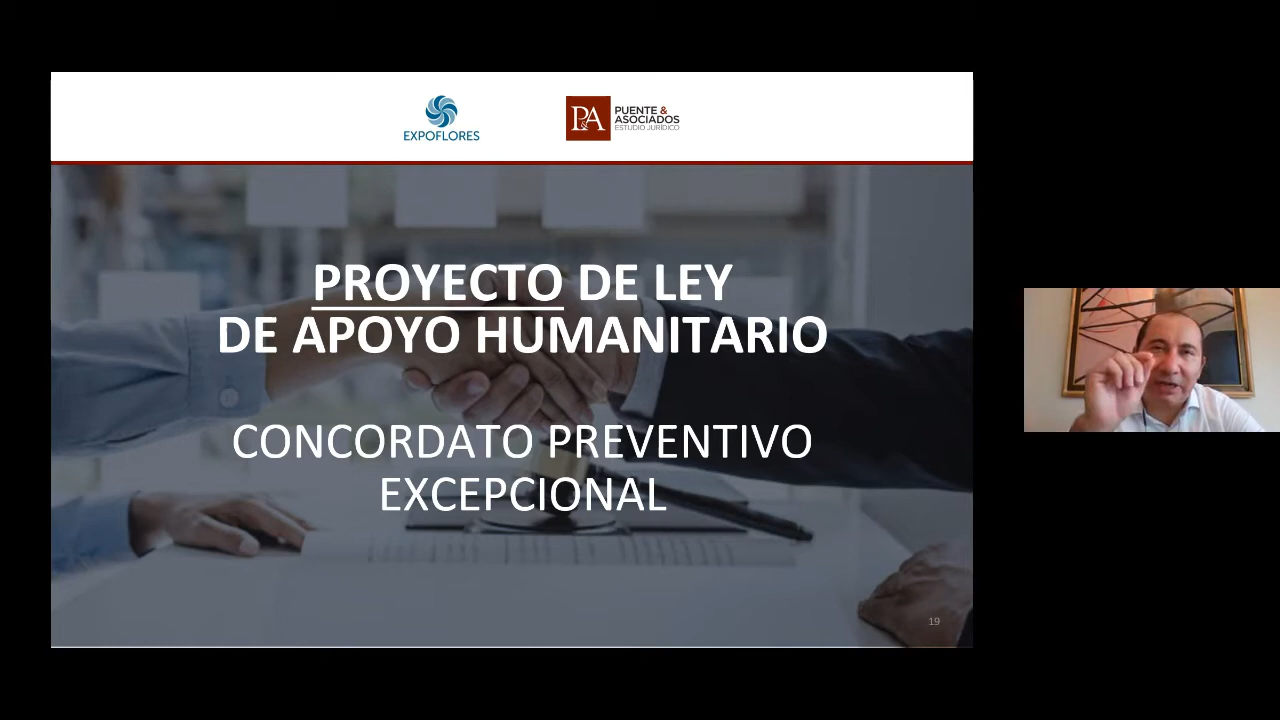 EXPOFLORES
P&A
PUENTE &
ASOCIADOS
ESTUDIO JURÍDICO
PROYECTO DE LEY
DE APOYO HUMANITARIO
CONCORDATO PREVENTIVO
EXCEPCIONAL
19